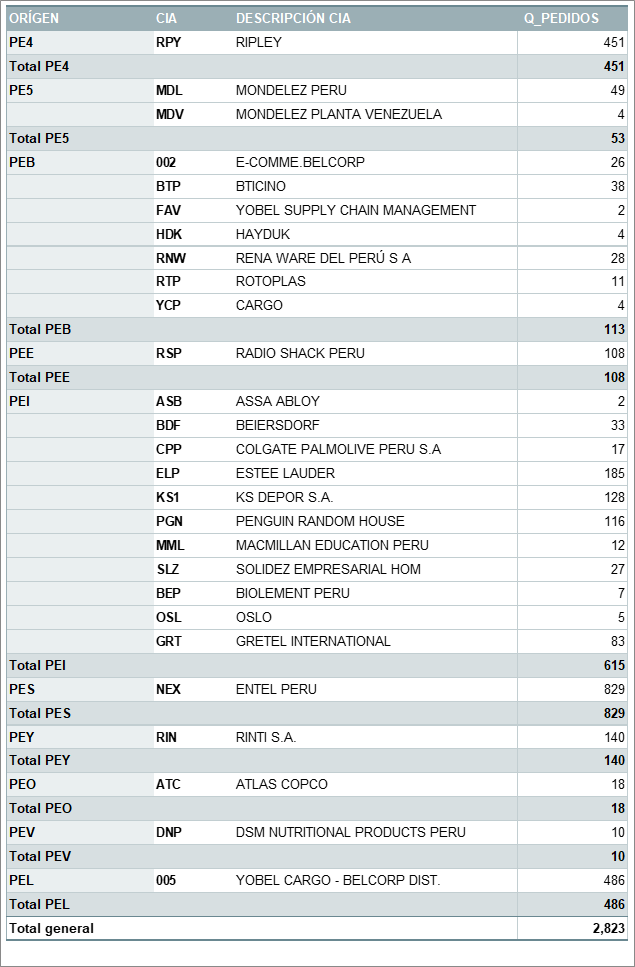 ORÍGEN CIA DESCRIPCIÓN CIA Q_PEDIDOS
PE4 RPY RIPLEY 451
Total PE4 451
PE5 MDL MONDELEZ PERU 49
MDV MONDELEZ PLANTA VENEZUELA 4
Total PE5 53
PEB 002 E-COMME.BELCORP 26
BTP BTICINO 38
FAV YOBEL SUPPLY CHAIN MANAGEMENT 2
HDK HAYDUK 4
RNW RENA WARE DEL PERÚ S A 28
RTP ROTOPLAS 11
YCP CARGO 4
Total PEB 113
PEE RSP RADIO SHACK PERU 108
Total PEE 108
PEI ASB ASSA ABLOY 2
BDF BEIERSDORF 33
CPP COLGATE PALMOLIVE PERU S.A 17
ELP ESTEE LAUDER 185
KS1 KS DEPOR S.A. 128
PGN PENGUIN RANDOM HOUSE 116
MML MACMILLAN EDUCATION PERU 12
SLZ SOLIDEZ EMPRESARIAL HOM 27
BEP BIOLEMENT PERU 7
OSL OSLO 5
GRT GRETEL INTERNATIONAL 83
Total PEI 615
PES NEX ENTEL PERU 829
Total PES 829
PEY RIN RINTI S.A. 140
Total PEY 140
PEO ATC ATLAS COPCO 18
Total PEO 18
PEV DNP DSM NUTRITIONAL PRODUCTS PERU 10
Total PEV 10
PEL 005 YOBEL CARGO - BELCORP DIST. 486
Total PEL 486
Total general 2,823